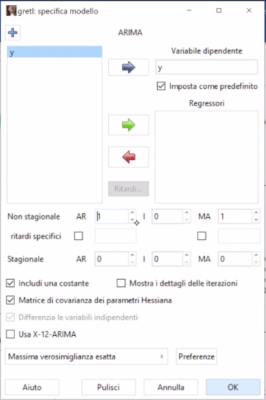 gretl: specifica modello
ARIMA
y
Variabile dipendente
y
Imposta come predefinito
Regressori
Ritardi...
Non stagionale AR 1 I 0 MA 1
ritardi specifici
Stagionale AR 0 I 0 MA 0
Includi una costante Mostra i dettagli delle iterazioni
Matrice di covarianza dei parametri Hessiana
Differenzia le variabili indipendenti
Usa X-12-ARIMA
Massima verosimiglianza esatta Preferenze
Aiuto Pulisci Annulla OK